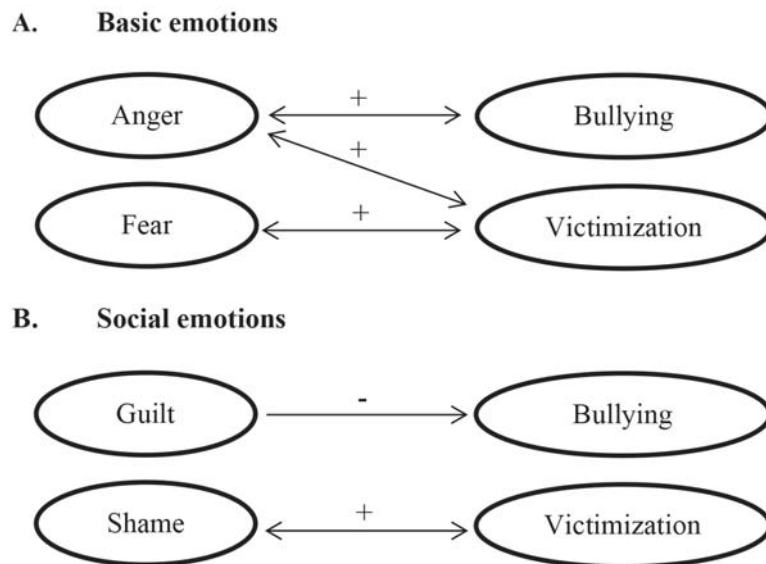 A. Basic emotions
Anger + Bullying
+
Fear + Victimization
B. Social emotions
Guilt - Bullying
Shame + Victimization